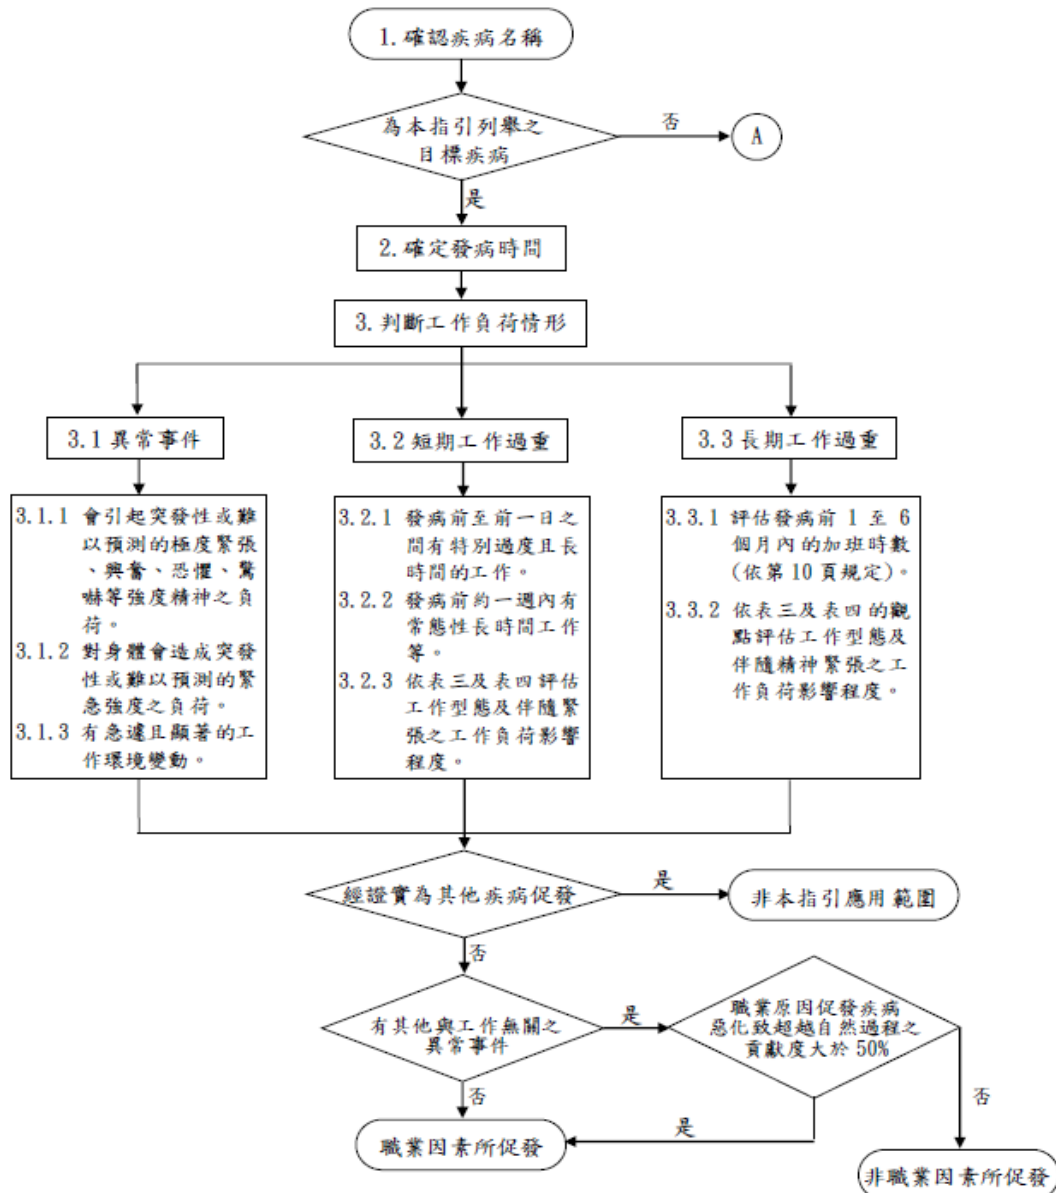 1.確認疾病名稱
為本指引列舉之
目標疾病
否
A
是
2.確定發病時間
3.判斷工作負荷情形
3.1 異常事件
3.2 短期工作過重
3.3 長期工作過重
3.1.1 會引起突發性或難
以預測的極度緊張
、興奮、恐懼、驚
嚇等強度精神之負
荷。
3.1.2 對身體會造成突發
性或難以預測的緊
急強度之負荷。
3.1.3 有急遽且顯著的工
作環境變動。
3.2.1 發病前至前一日之
間有特別過度且長
時間的工作。
3.2.2 發病前約一週內有
常態性長時間工作
等。
3.2.3 依表三及表四評估
工作型態及伴隨緊
張之工作負荷影響
程度。
3.3.1 評估發病前 1 至 6
個月內的加班時數
(依第 10 頁規定)。
3.3.2 依表三及表四的觀
點評估工作型態及
伴隨精神緊張之工
作負荷影響程度。
經證實為其他疾病促發
是
非本指引應用範圍
否
有其他與工作無關之
異常事件
是
職業原因促發疾病
惡化致超越自然過程之
貢獻度大於 50%
否
否
是
職業因素所促發
非職業因素所促發